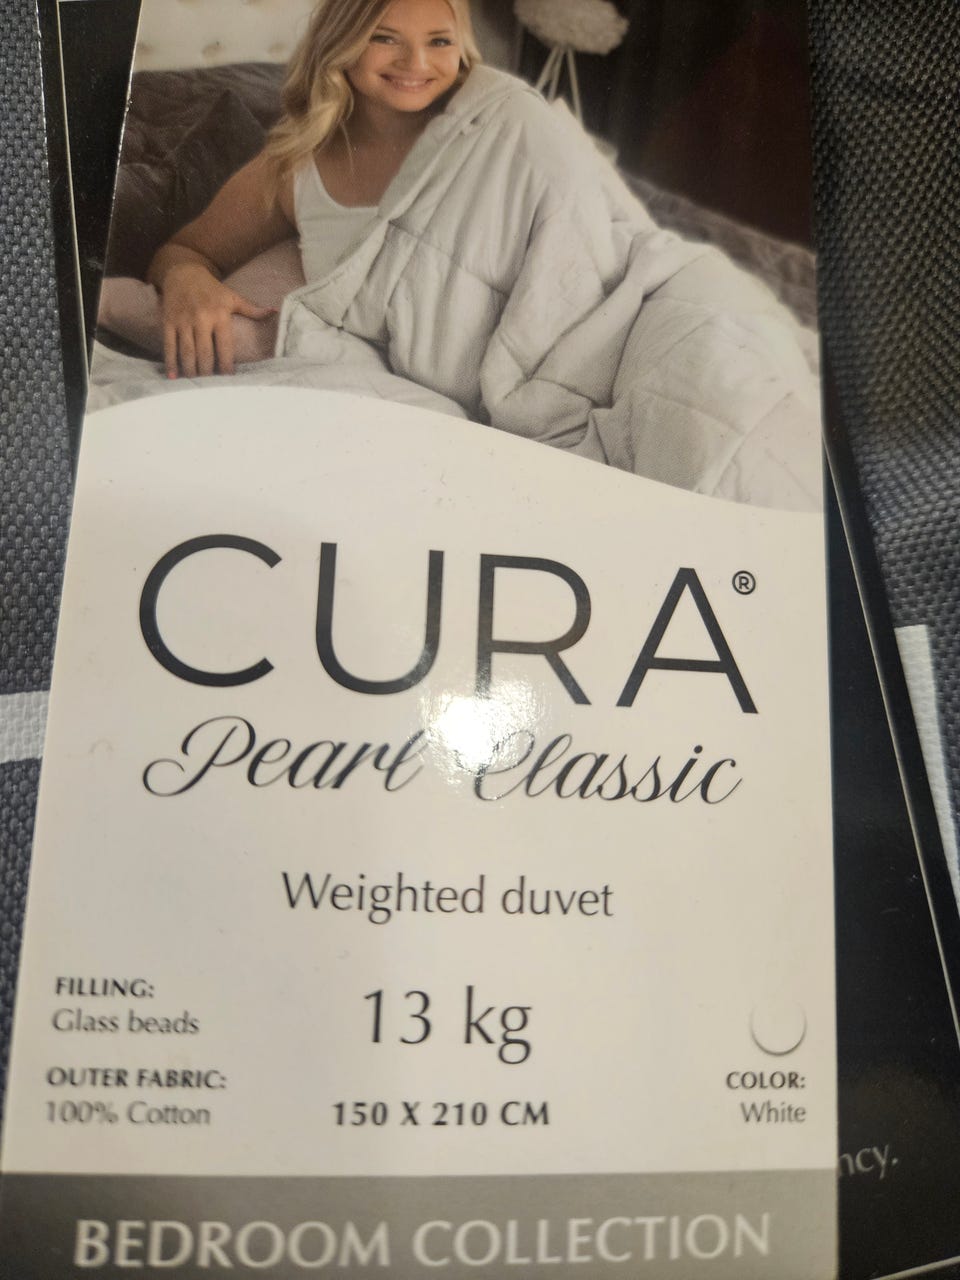 CURA®
Pearl Classic
Weighted duvet
FILLING:
Glass beads
OUTER FABRIC:
100% Cotton
13 kg
150 X 210 CM
COLOR:
White
ncy.
BEDROOM COLLECTION